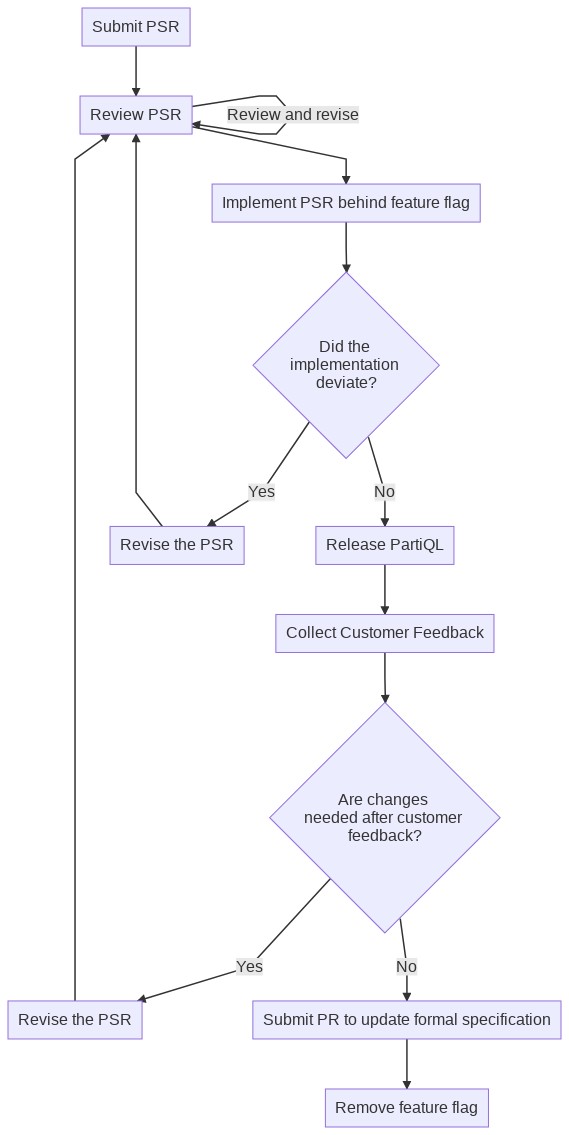 Submit PSR
Review PSR
Review and revise
Implement PSR behind feature flag
Did the
implementation
deviate?
Yes
No
Revise the PSR
Release PartiQL
Collect Customer Feedback
Are changes
needed after customer
feedback?
Yes
No
Revise the PSR
Submit PR to update formal specification
Remove feature flag